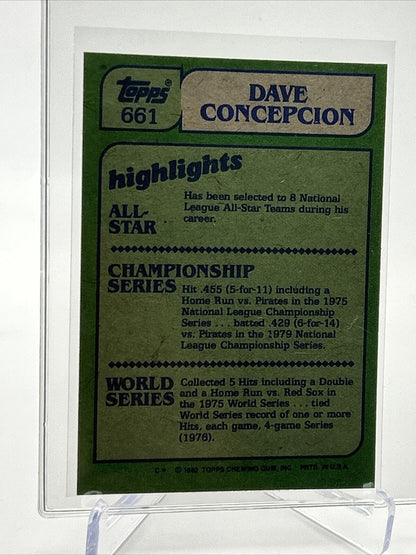 Topps®
661
DAVE
CONCEPCION
highlights
ALL-
STAR
Has been selected to 8 National
League All-Star Teams during his
career.
CHAMPIONSHIP
SERIES
Hit .455 (5-for-11) including a
Home Run vs. Pirates in the 1975
National League Championship
Series . . . batted .429 (6-for-14)
vs. Pirates in the 1979 National
League Championship Series.
WORLD
SERIES
Collected 5 Hits including a Double
and a Home Run vs. Red Sox in
the 1975 World Series . . . tied
World Series record of one or more
Hits, each game, 4-game Series
(1976).
© 1982 TOPPS CHEWING GUM, INC. PRTD. IN U.S.A.